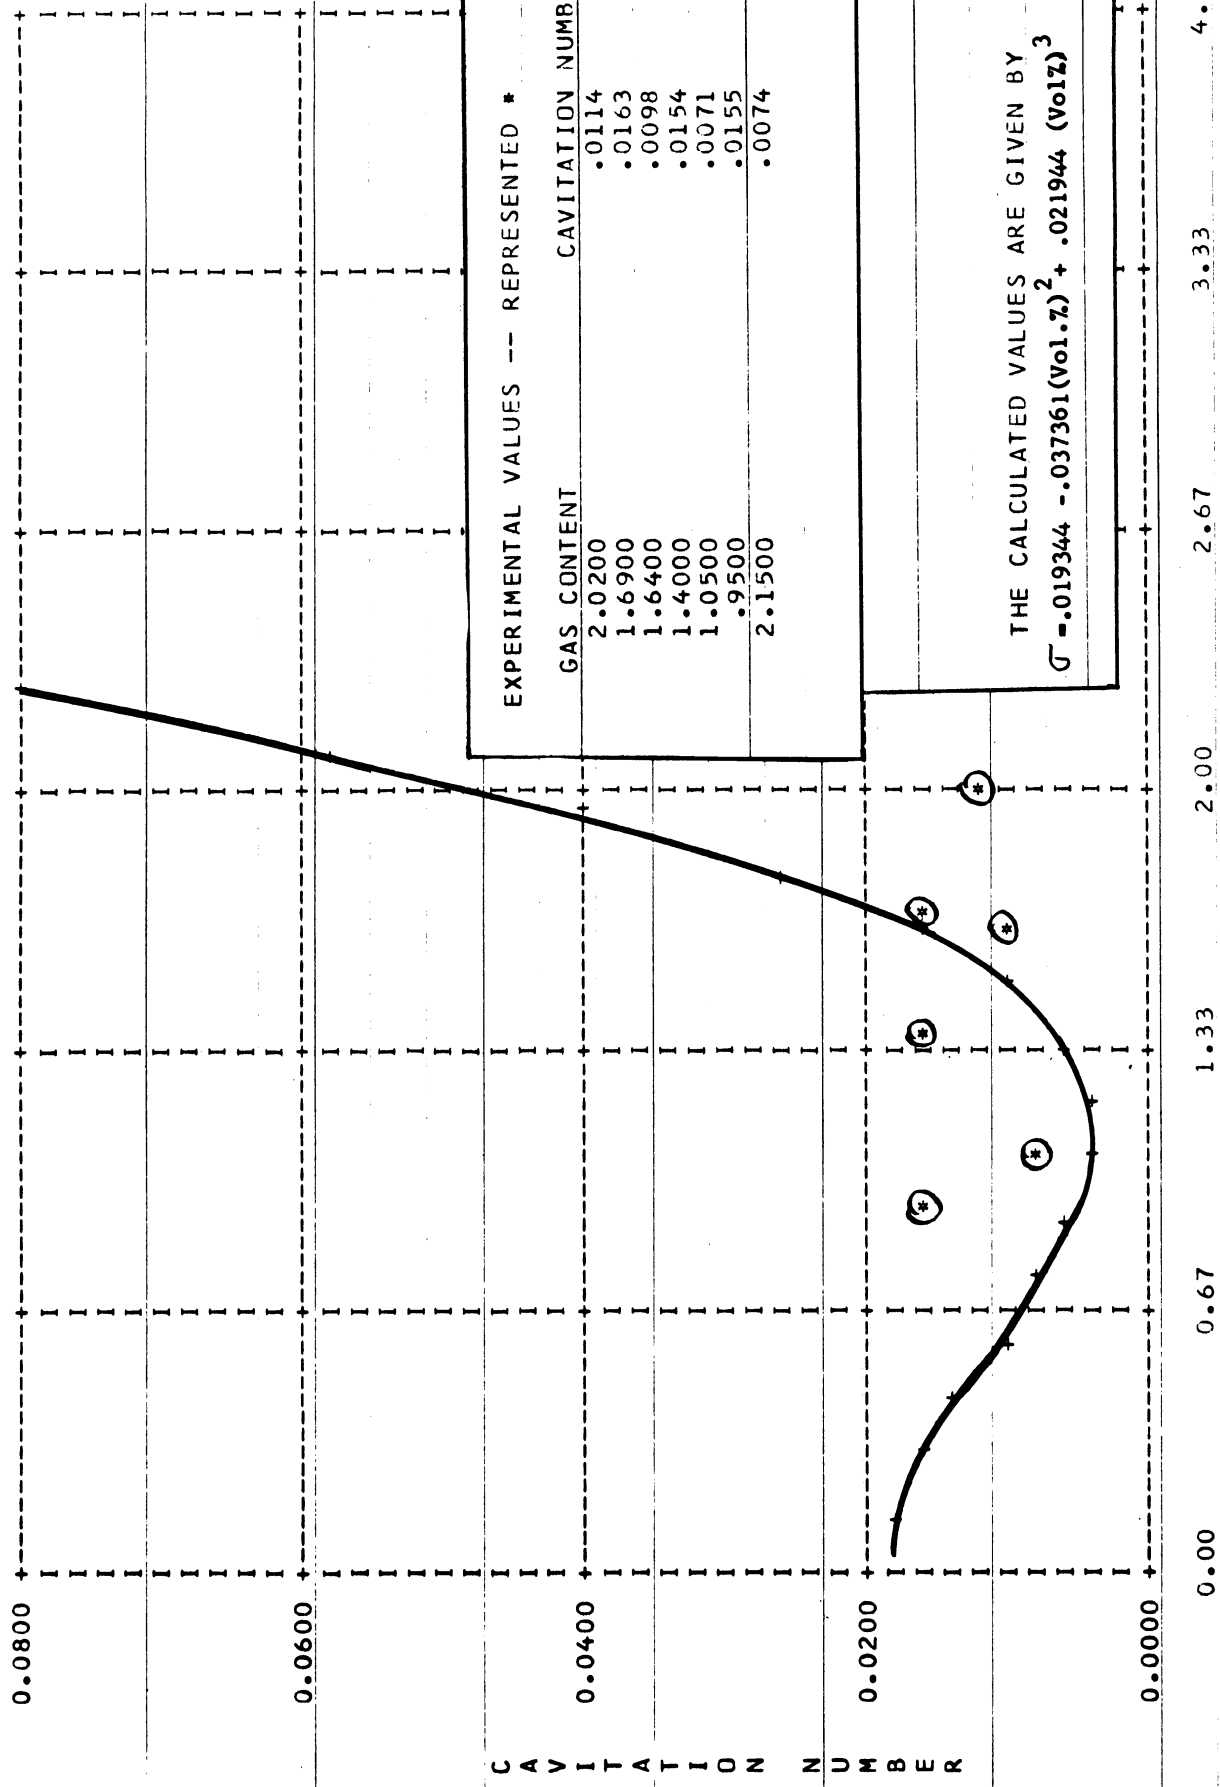 0.0800
0.0600
0.0400
0.0200
0.0000
CAVITATION NUMBER
EXPERIMENTAL VALUES -- REPRESENTED *
GAS CONTENT CAVITATION NUMB
2.0200 .0114
1.6900 .0163
1.6400 .0098
1.4000 .0154
1.0500 .0071
.9500 .0155
2.1500 .0074
THE CALCULATED VALUES ARE GIVEN BY
σ =.019344 -.037361(Vol.%)² + .021944 (Vol%)³
0.00 0.67 1.33 2.00 2.67 3.33 4.